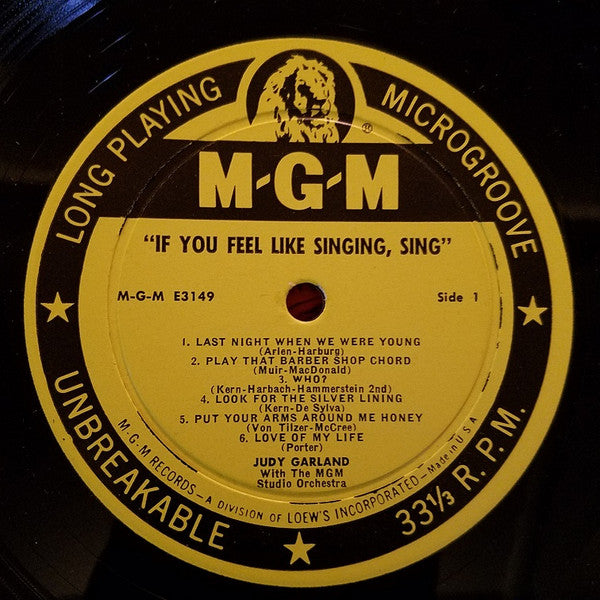 LONG PLAYING
MICROGROOVE
®
M-G-M
"IF YOU FEEL LIKE SINGING, SING"
M-G-M E3149
Side 1
1. LAST NIGHT WHEN WE WERE YOUNG
(Arlen-Harburg)
2. PLAY THAT BARBER SHOP CHORD
(Muir-MacDonald)
3. WHO?
(Kern-Harbach-Hammerstein 2nd)
4. LOOK FOR THE SILVER LINING
(Kern-De Sylva)
5. PUT YOUR ARMS AROUND ME HONEY
(Von Tilzer-McCree)
6. LOVE OF MY LIFE
(Porter)
JUDY GARLAND
With The MGM
Studio Orchestra
M-G-M RECORDS — A DIVISION OF LOEW'S INCORPORATED — Made in U S A
UNBREAKABLE
33⅓ R.P.M.